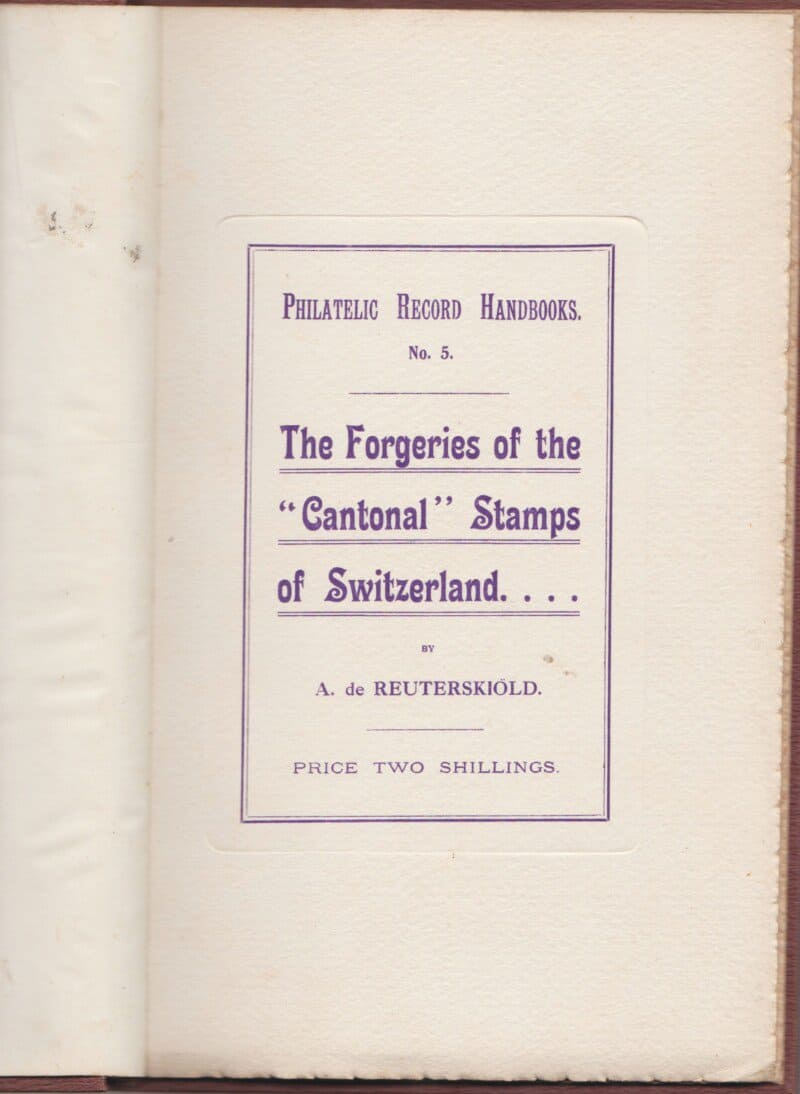 PHILATELIC RECORD HANDBOOKS.
No. 5.
The Forgeries of the
“Cantonal” Stamps
of Switzerland. . . .
BY
A. de REUTERSKIÖLD.
PRICE TWO SHILLINGS.